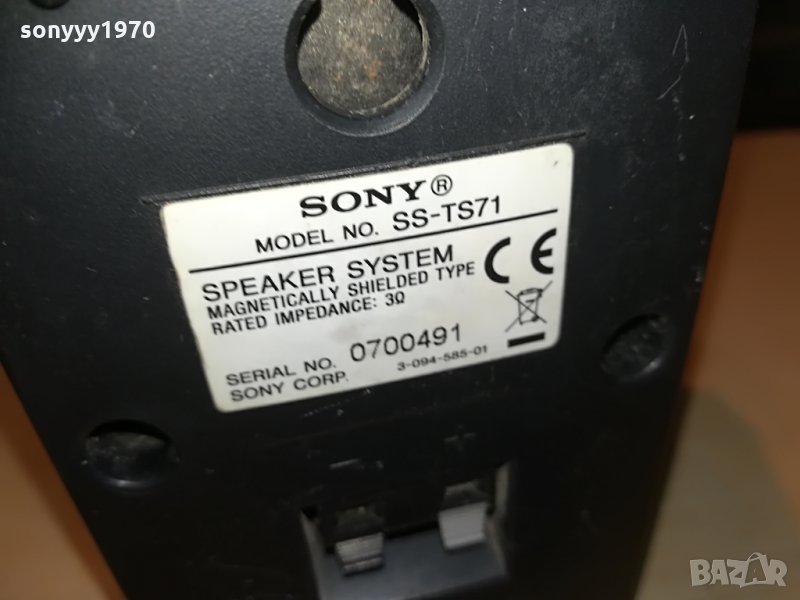 sonyyy1970
SONY®
MODEL NO. SS-TS71
SPEAKER SYSTEM
MAGNETICALLY SHIELDED TYPE
RATED IMPEDANCE: 3Ω
CE
SERIAL NO. 0700491
SONY CORP. 3-094-585-01
− +
BAZAR